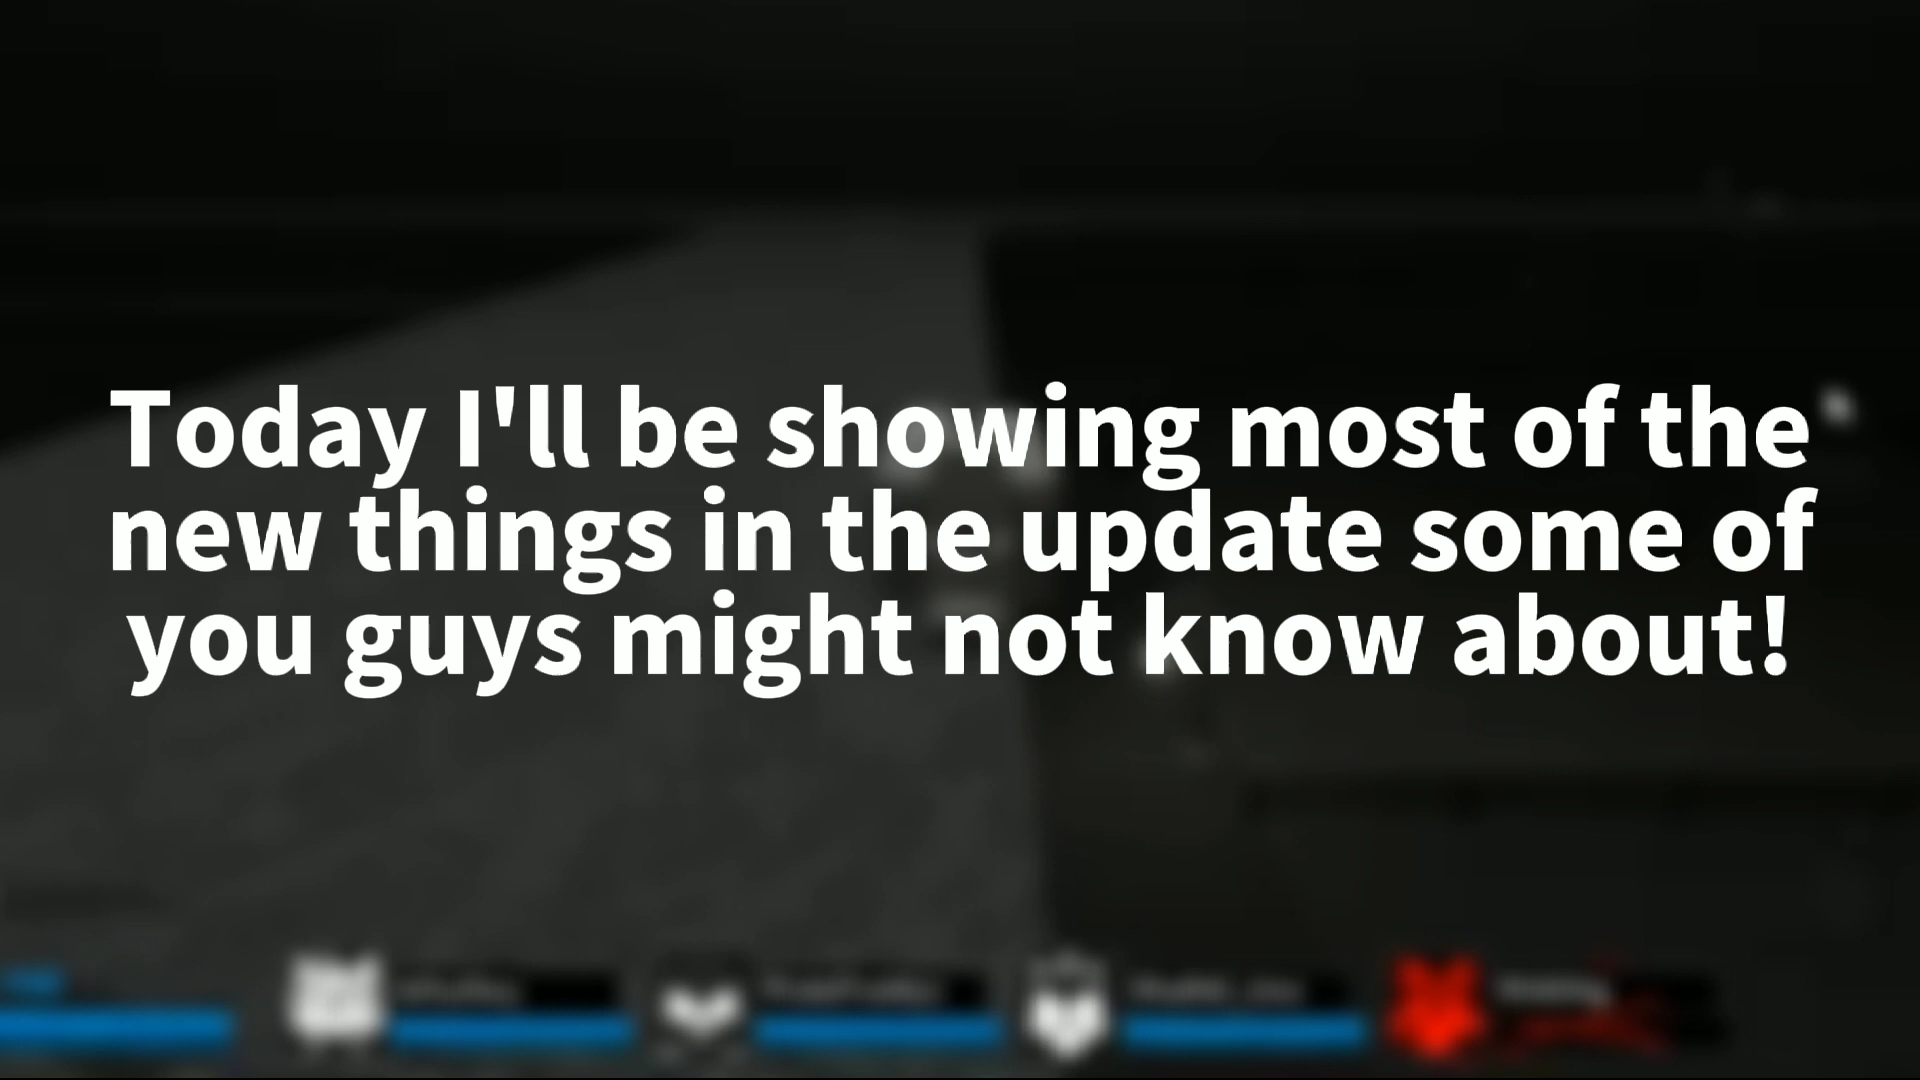 Today I'll be showing most of the
new things in the update some of
you guys might not know about!